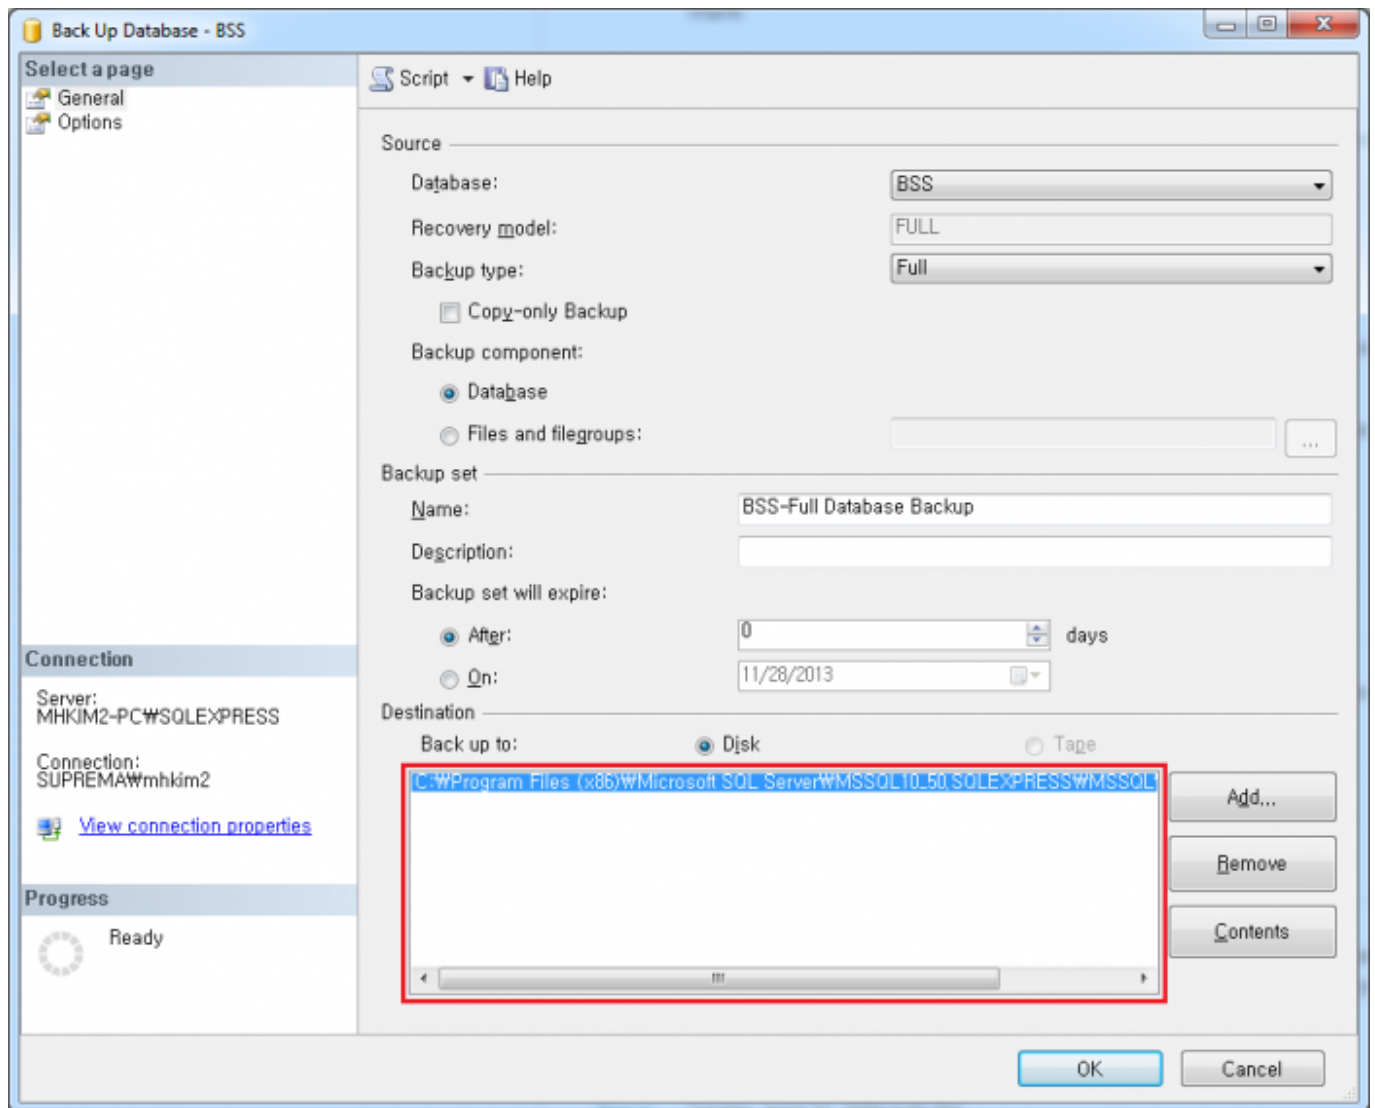 Back Up Database - BSS
Select a page
General
Options
Script
Help
Source
Database:
BSS
Recovery model:
FULL
Backup type:
Full
Copy-only Backup
Backup component:
Database
Files and filegroups:
...
Backup set
Name:
BSS-Full Database Backup
Description:
Backup set will expire:
After:
0
days
On:
11/28/2013
Destination
Back up to:
Disk
Tape
C:₩Program Files (x86)₩Microsoft SQL Server₩MSSQL10_50.SQLEXPRESS₩MSSQL
Add...
Remove
Contents
Connection
Server:
MHKIM2-PC₩SQLEXPRESS
Connection:
SUPREMA₩mhkim2
View connection properties
Progress
Ready
OK
Cancel